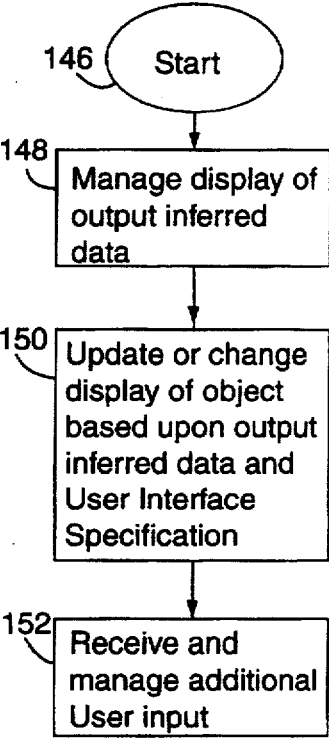 146
Start
148
Manage display of
output inferred
data
150
Update or change
display of object
based upon output
inferred data and
User Interface
Specification
152
Receive and
manage additional
User input